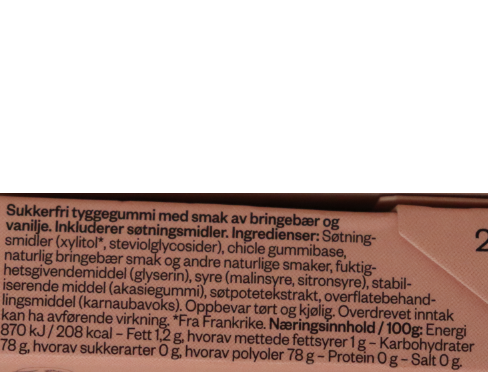 Sukkerfri tyggegummi med smak av bringebær og
vanilje. Inkluderer søtningsmidler. Ingredienser: Søtning-
smidler (xylitol*, steviolglycosider), chicle gummibase,
naturlig bringebær smak og andre naturlige smaker, fuktig-
hetsgivendemiddel (glyserin), syre (malinsyre, sitronsyre), stabil-
iserende middel (akasiegummi), søtpotetekstrakt, overflatebehand-
lingsmiddel (karnaubavoks). Oppbevar tørt og kjølig. Overdrevet inntak
kan ha avførende virkning. *Fra Frankrike. Næringsinnhold / 100g: Energi
870 kJ / 208 kcal – Fett 1,2 g, hvorav mettede fettsyrer 1 g – Karbohydrater
78 g, hvorav sukkerarter 0 g, hvorav polyoler 78 g – Protein 0 g – Salt 0 g.
2